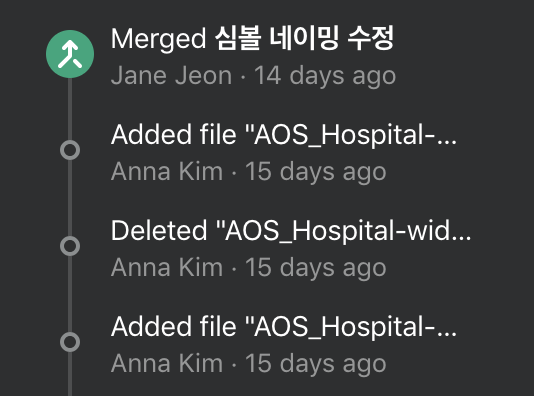 Merged 심볼 네이밍 수정
Jane Jeon · 14 days ago
Added file "AOS_Hospital-...
Anna Kim · 15 days ago
Deleted "AOS_Hospital-wid...
Anna Kim · 15 days ago
Added file "AOS_Hospital-...
Anna Kim · 15 days ago